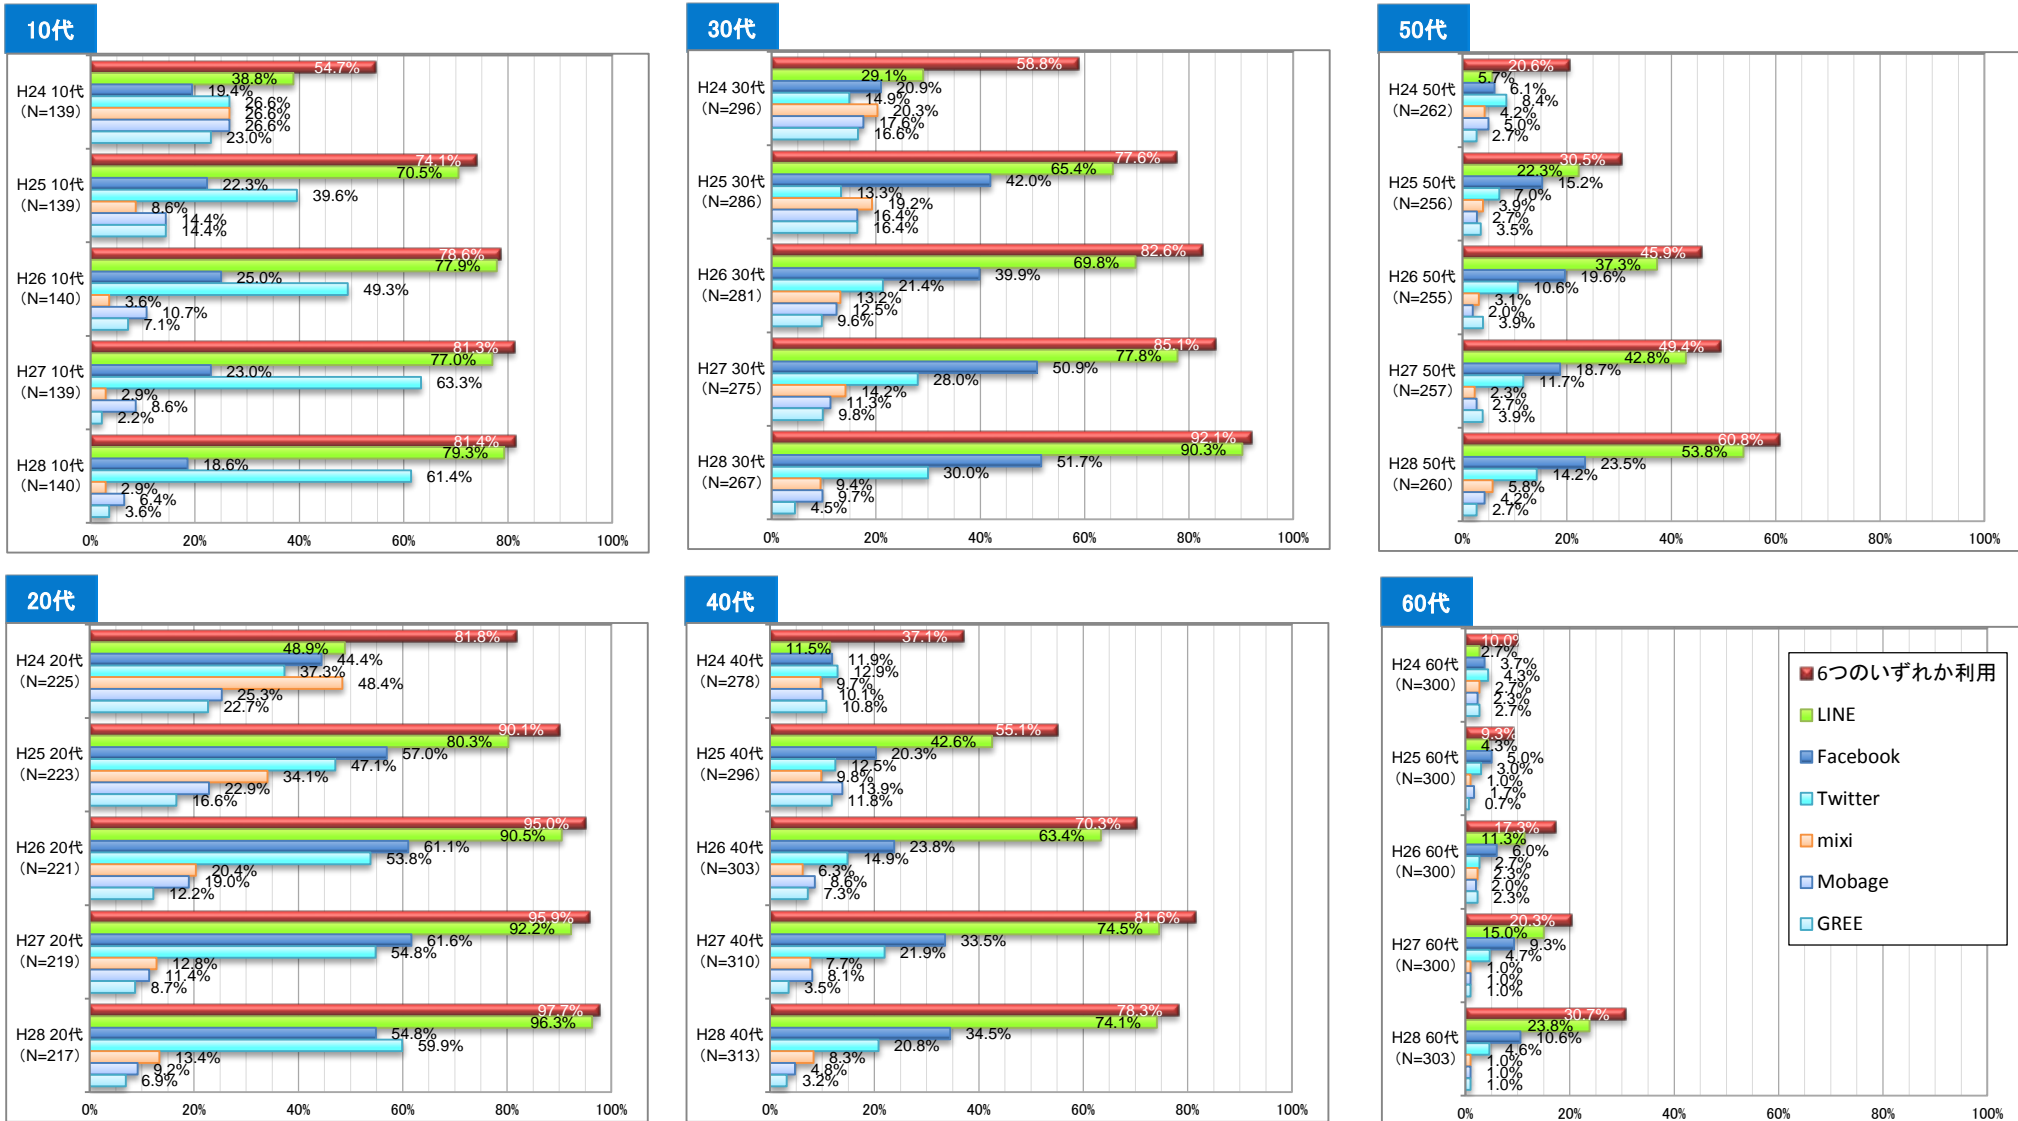 10代
H24 10代
(N=139)
54.7%
38.8%
19.4%
26.6%
26.6%
26.6%
23.0%
H25 10代
(N=139)
74.1%
70.5%
22.3%
39.6%
8.6%
14.4%
14.4%
H26 10代
(N=140)
78.6%
77.9%
25.0%
49.3%
3.6%
10.7%
7.1%
H27 10代
(N=139)
81.3%
77.0%
23.0%
63.3%
2.9%
8.6%
2.2%
H28 10代
(N=140)
81.4%
79.3%
18.6%
61.4%
2.9%
6.4%
3.6%
0% 20% 40% 60% 80% 100%
30代
H24 30代
(N=296)
58.8%
29.1%
20.9%
14.9%
20.3%
17.6%
16.6%
H25 30代
(N=286)
77.6%
65.4%
42.0%
13.3%
19.2%
16.4%
16.4%
H26 30代
(N=281)
82.6%
69.8%
39.9%
21.4%
13.2%
12.5%
9.6%
H27 30代
(N=275)
85.1%
77.8%
50.9%
28.0%
14.2%
11.3%
9.8%
H28 30代
(N=267)
92.1%
90.3%
51.7%
30.0%
9.4%
9.7%
4.5%
0% 20% 40% 60% 80% 100%
50代
H24 50代
(N=262)
20.6%
5.7%
6.1%
8.4%
4.2%
5.0%
2.7%
H25 50代
(N=256)
30.5%
22.3%
15.2%
7.0%
3.9%
2.7%
3.5%
H26 50代
(N=255)
45.9%
37.3%
19.6%
10.6%
3.1%
2.0%
3.9%
H27 50代
(N=257)
49.4%
42.8%
18.7%
11.7%
2.3%
2.7%
3.9%
H28 50代
(N=260)
60.8%
53.8%
23.5%
14.2%
5.8%
4.2%
2.7%
0% 20% 40% 60% 80% 100%
20代
H24 20代
(N=225)
81.8%
48.9%
44.4%
37.3%
48.4%
25.3%
22.7%
H25 20代
(N=223)
90.1%
80.3%
57.0%
47.1%
34.1%
22.9%
16.6%
H26 20代
(N=221)
95.0%
90.5%
61.1%
53.8%
20.4%
19.0%
12.2%
H27 20代
(N=219)
95.9%
92.2%
61.6%
54.8%
12.8%
11.4%
8.7%
H28 20代
(N=217)
97.7%
96.3%
54.8%
59.9%
13.4%
9.2%
6.9%
0% 20% 40% 60% 80% 100%
40代
H24 40代
(N=278)
37.1%
11.5%
11.9%
12.9%
9.7%
10.1%
10.8%
H25 40代
(N=296)
55.1%
42.6%
20.3%
12.5%
9.8%
13.9%
11.8%
H26 40代
(N=303)
70.3%
63.4%
23.8%
14.9%
6.3%
8.6%
7.3%
H27 40代
(N=310)
81.6%
74.5%
33.5%
21.9%
7.7%
8.1%
3.5%
H28 40代
(N=313)
78.3%
74.1%
34.5%
20.8%
8.3%
4.8%
3.2%
0% 20% 40% 60% 80% 100%
60代
H24 60代
(N=300)
10.0%
2.7%
3.7%
4.3%
2.7%
2.3%
2.7%
H25 60代
(N=300)
9.3%
4.3%
5.0%
3.0%
1.0%
1.7%
0.7%
H26 60代
(N=300)
17.3%
11.3%
6.0%
2.7%
2.3%
2.0%
2.3%
H27 60代
(N=300)
20.3%
15.0%
9.3%
4.7%
1.0%
1.0%
1.0%
H28 60代
(N=303)
30.7%
23.8%
10.6%
4.6%
1.0%
1.0%
1.0%
0% 20% 40% 60% 80% 100%
6つのいずれか利用
LINE
Facebook
Twitter
mixi
Mobage
GREE